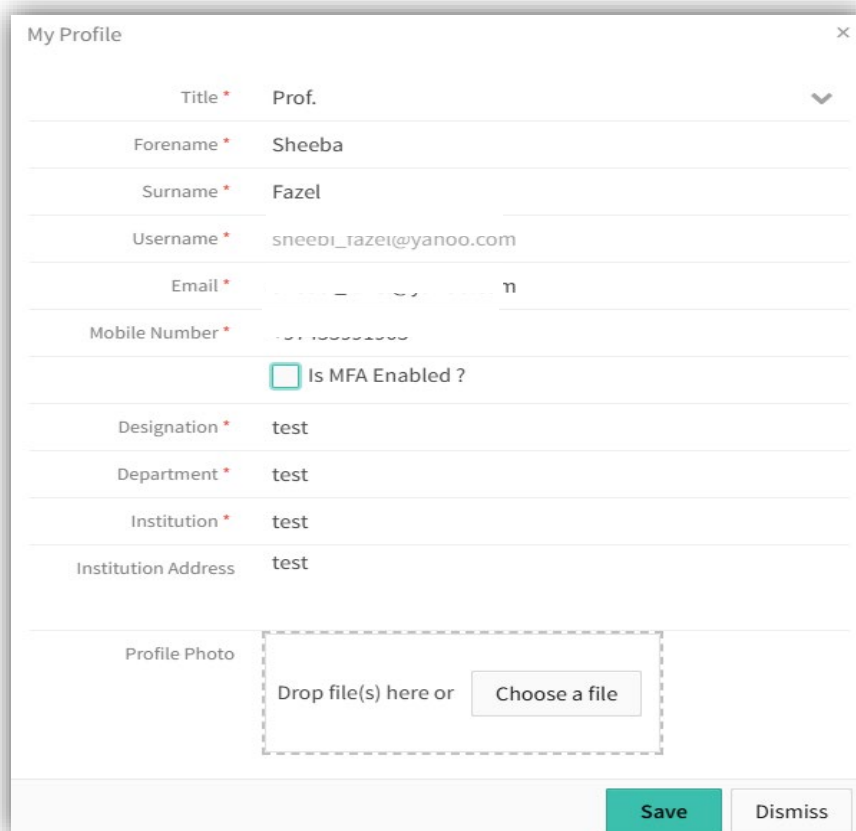 My Profile ×
Title * Prof.
Forename * Sheeba
Surname * Fazel
Username *
Email *
Mobile Number *
Is MFA Enabled ?
Designation * test
Department * test
Institution * test
Institution Address test
Profile Photo
Drop file(s) here or Choose a file
Save Dismiss